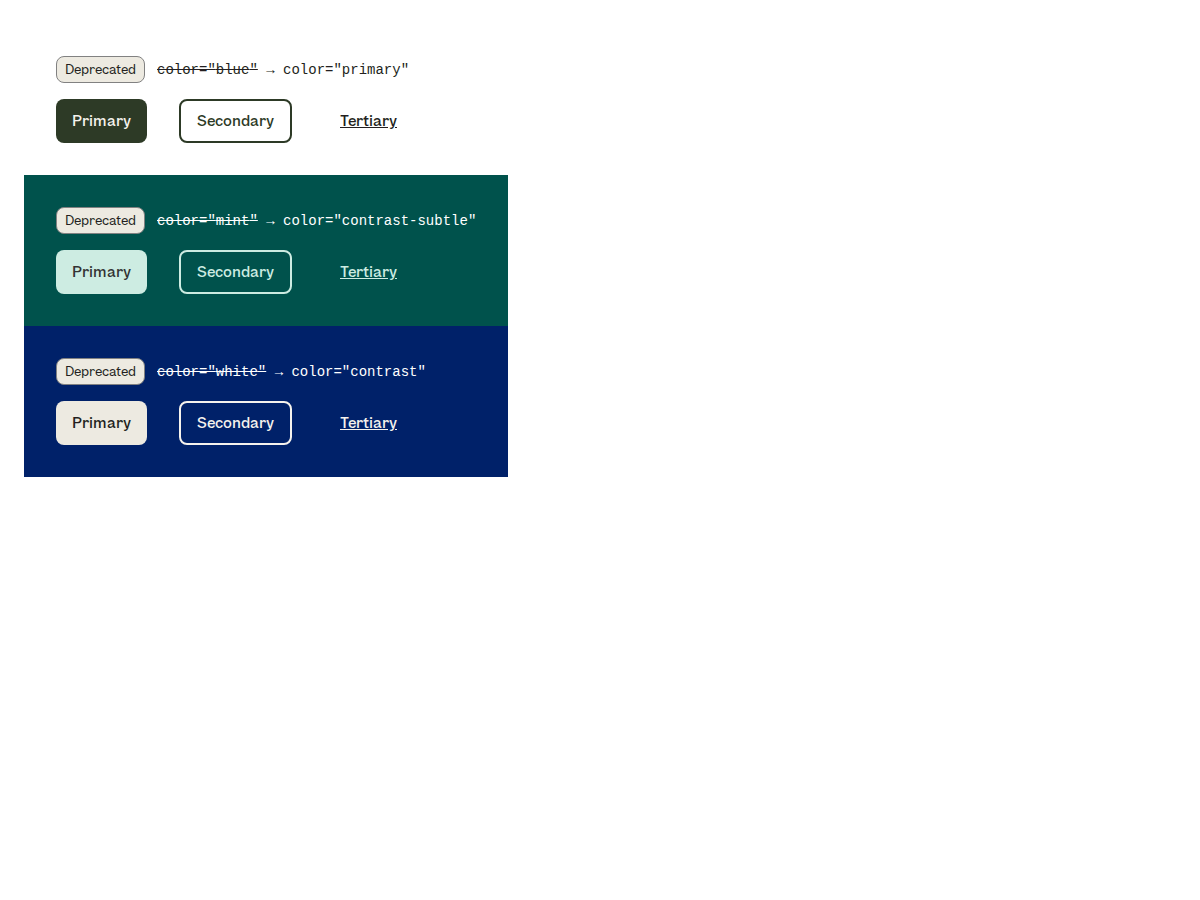 Deprecated color="blue" → color="primary"
Primary Secondary Tertiary
Deprecated color="mint" → color="contrast-subtle"
Primary Secondary Tertiary
Deprecated color="white" → color="contrast"
Primary Secondary Tertiary